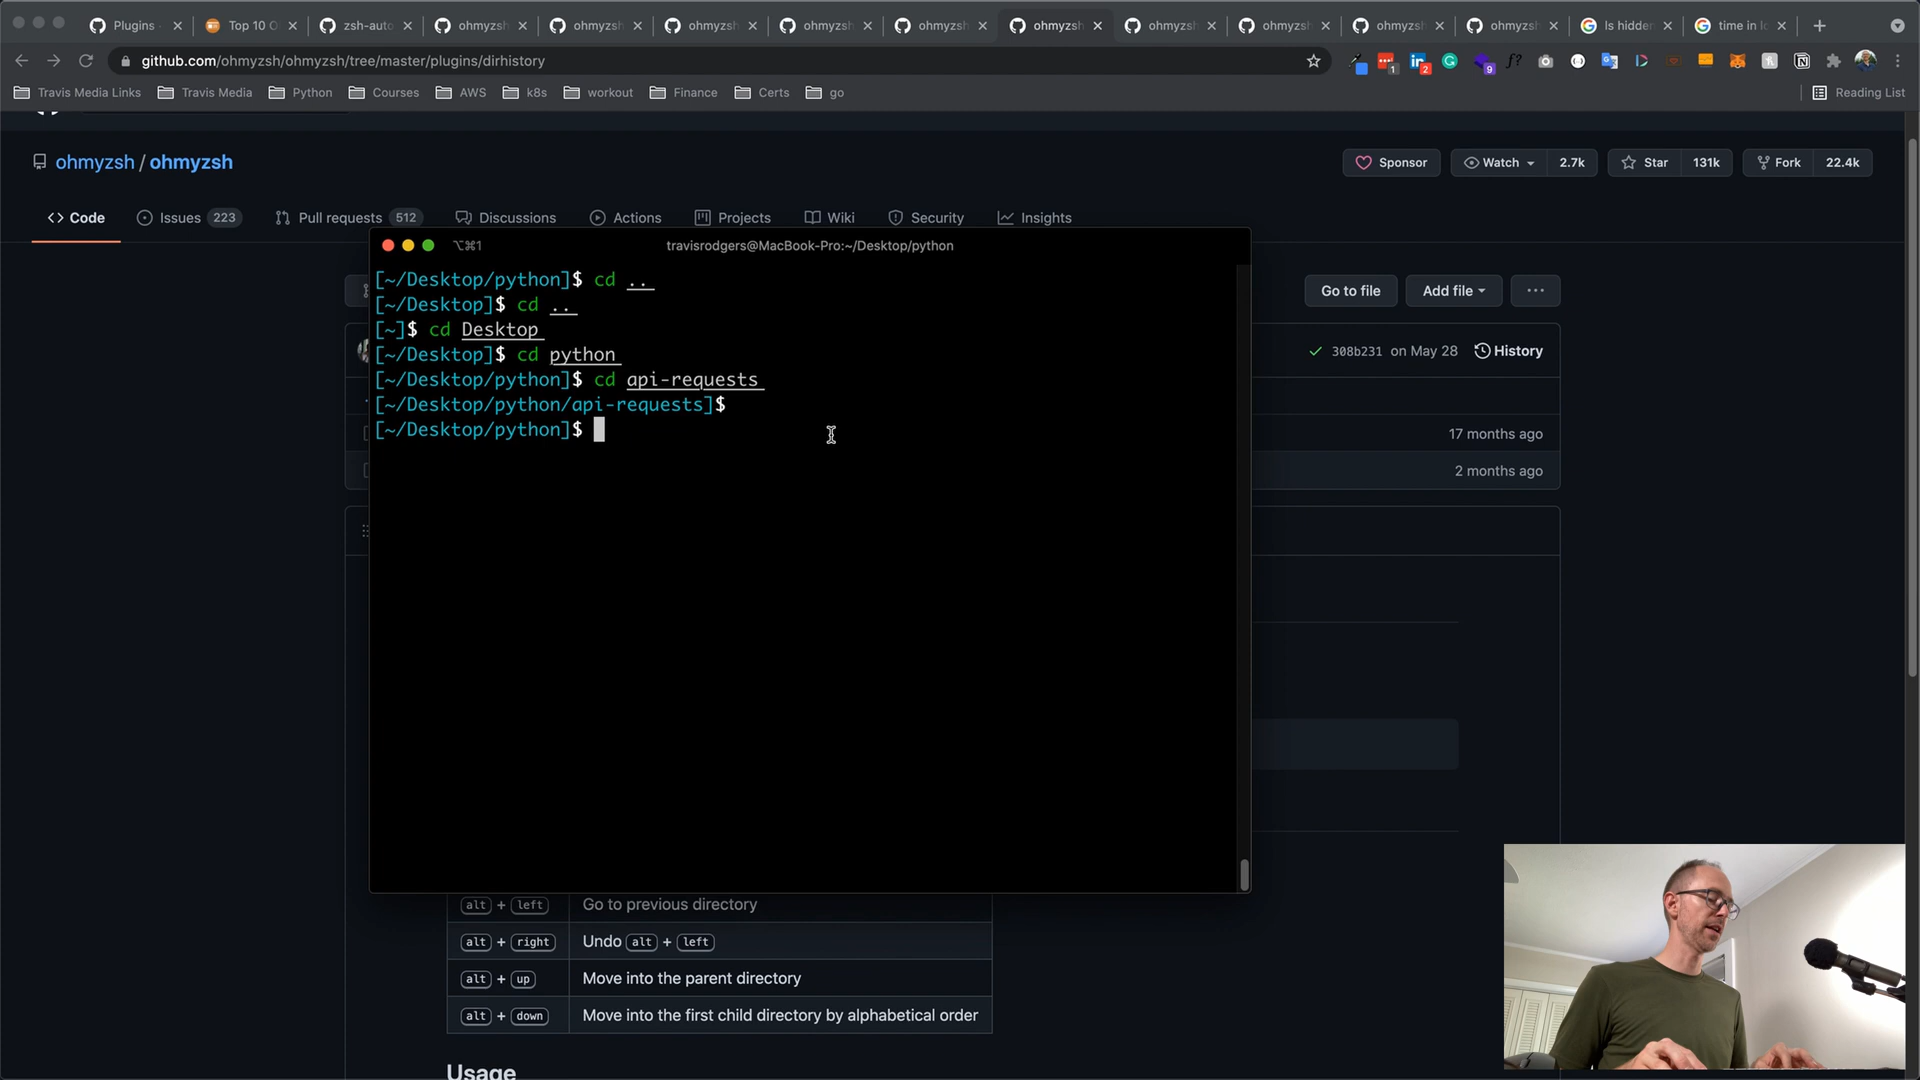 Plugins
Top 10 O
zsh-auto
ohmyzsh
ohmyzsh
ohmyzsh
ohmyzsh
ohmyzsh
ohmyzsh
ohmyzsh
ohmyzsh
ohmyzsh
ohmyzsh
ls hidden
time in lo
github.com/ohmyzsh/ohmyzsh/tree/master/plugins/dirhistory
1
2
9
f?
Travis Media Links
Travis Media
Python
Courses
AWS
k8s
workout
Finance
Certs
go
Reading List
ohmyzsh / ohmyzsh
Sponsor
Watch
2.7k
Star
131k
Fork
22.4k
Code
Issues 223
Pull requests 512
Discussions
Actions
Projects
Wiki
Security
Insights
⌥⌘1
travisrodgers@MacBook-Pro:~/Desktop/python
[~/Desktop/python]$ cd ..
[~/Desktop]$ cd ..
[~]$ cd Desktop
[~/Desktop]$ cd python
[~/Desktop/python]$ cd api-requests
[~/Desktop/python/api-requests]$
[~/Desktop/python]$
Go to file
Add file
...
308b231 on May 28
History
17 months ago
2 months ago
alt + left Go to previous directory
alt + right Undo alt + left
alt + up Move into the parent directory
alt + down Move into the first child directory by alphabetical order
Usage